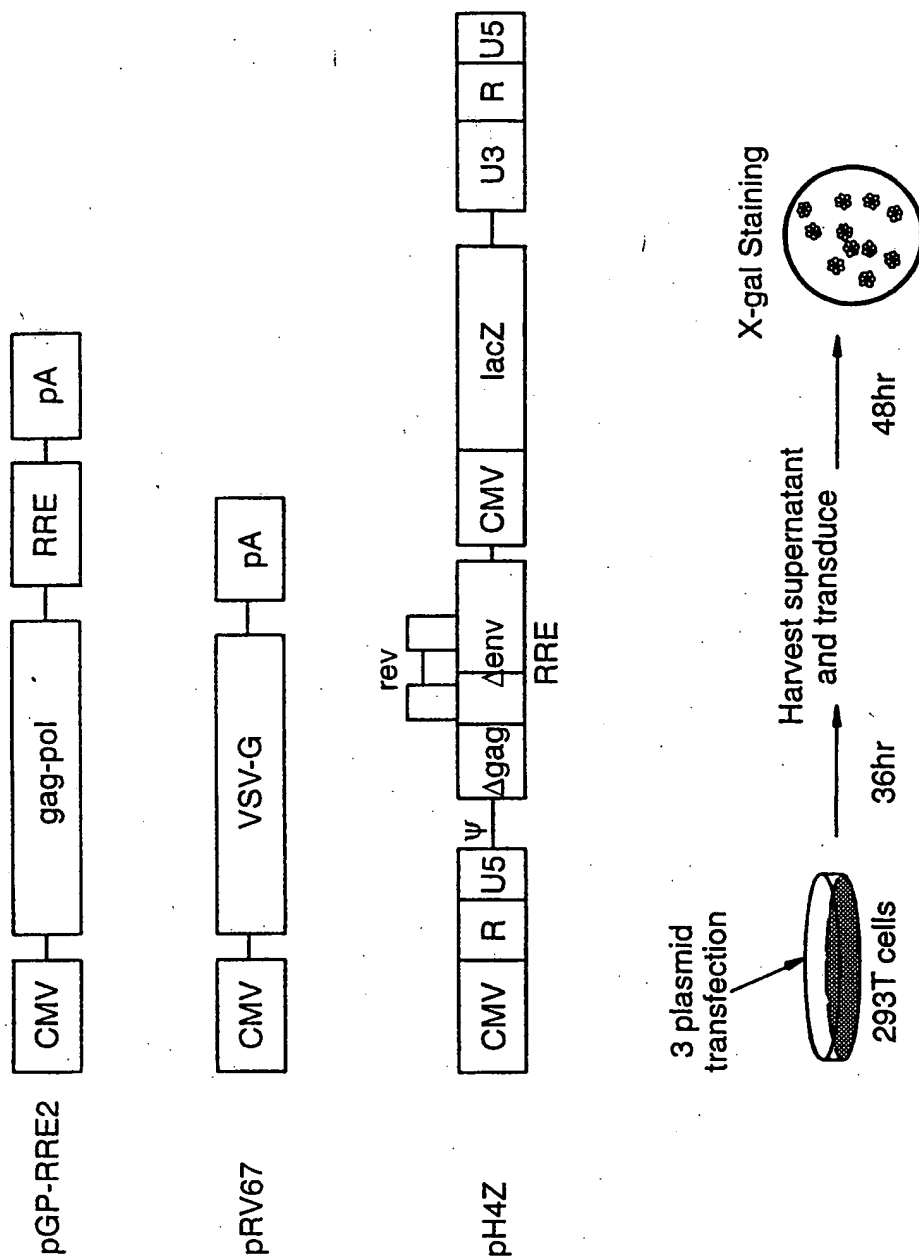 pGP-RRE2
CMV
gag-pol
RRE
pA
pRV67
CMV
VSV-G
pA
pH4Z
CMV
R
U5
Ψ
Δgag
rev
Δenv
RRE
CMV
lacZ
U3
R
U5
3 plasmid
transfection
293T cells
36hr
Harvest supernatant
and transduce
48hr
X-gal Staining